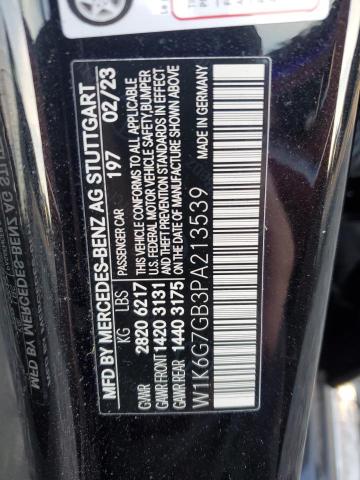 MFD BY MERCEDES-BENZ AG STUTTGART
PASSENGER CAR 197 02/23
KG LBS
GVWR 2820 6217
GAWR FRONT 1420 3131
GAWR REAR 1440 3175
THIS VEHICLE CONFORMS TO ALL APPLICABLE
U.S. FEDERAL MOTOR VEHICLE SAFETY, BUMPER
AND THEFT PREVENTION STANDARDS IN EFFECT
ON THE DATE OF MANUFACTURE SHOWN ABOVE
MADE IN GERMANY
W1K6G7GB3PA213539